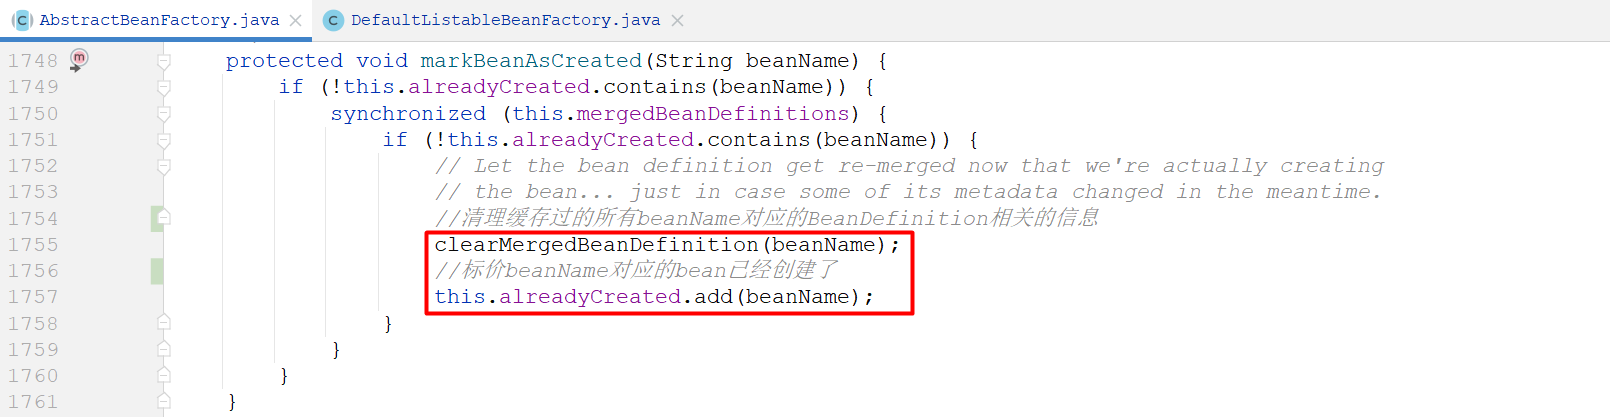 AbstractBeanFactory.java DefaultListableBeanFactory.java
1748 protected void markBeanAsCreated(String beanName) {
1749 if (!this.alreadyCreated.contains(beanName)) {
1750 synchronized (this.mergedBeanDefinitions) {
1751 if (!this.alreadyCreated.contains(beanName)) {
1752 // Let the bean definition get re-merged now that we're actually creating
1753 // the bean... just in case some of its metadata changed in the meantime.
1754 //清理缓存过的所有beanName对应的BeanDefinition相关的信息
1755 clearMergedBeanDefinition(beanName);
1756 //标价beanName对应的bean已经创建了
1757 this.alreadyCreated.add(beanName);
1758 }
1759 }
1760 }
1761 }